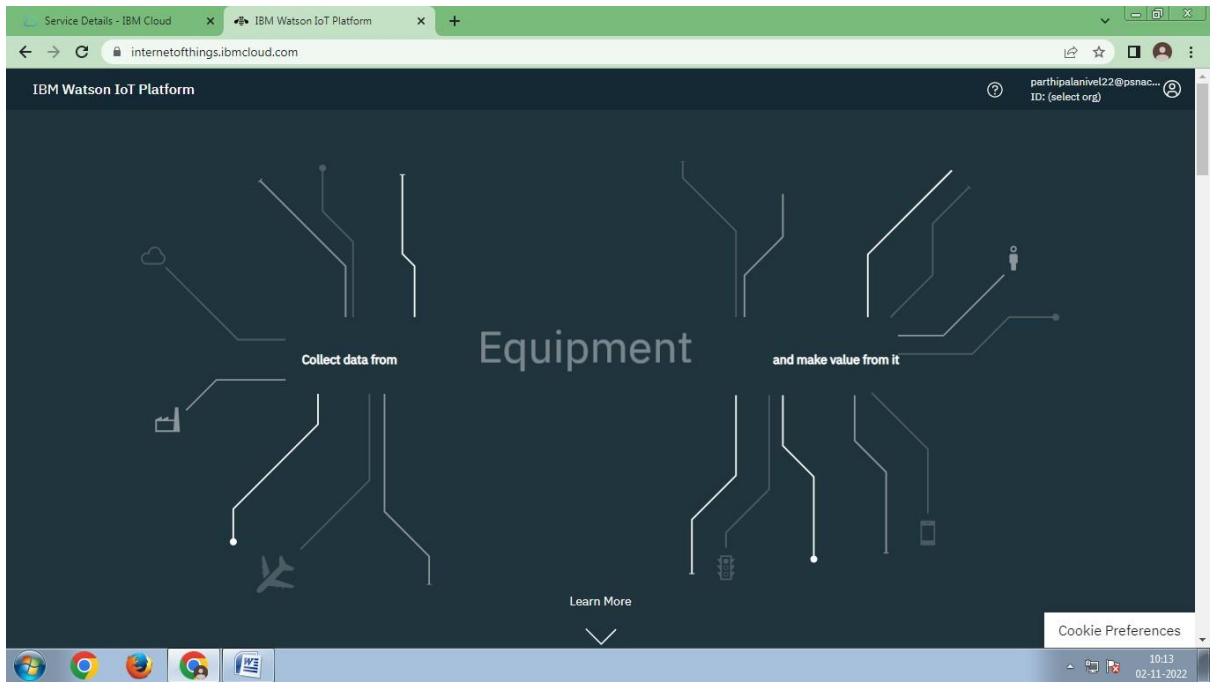 Service Details - IBM Cloud
IBM Watson IoT Platform
internetofthings.ibmcloud.com
IBM Watson IoT Platform
parthipalanivel22@psnac...
ID: (select org)
Collect data from
Equipment
and make value from it
Learn More
Cookie Preferences
10:13
02-11-2022